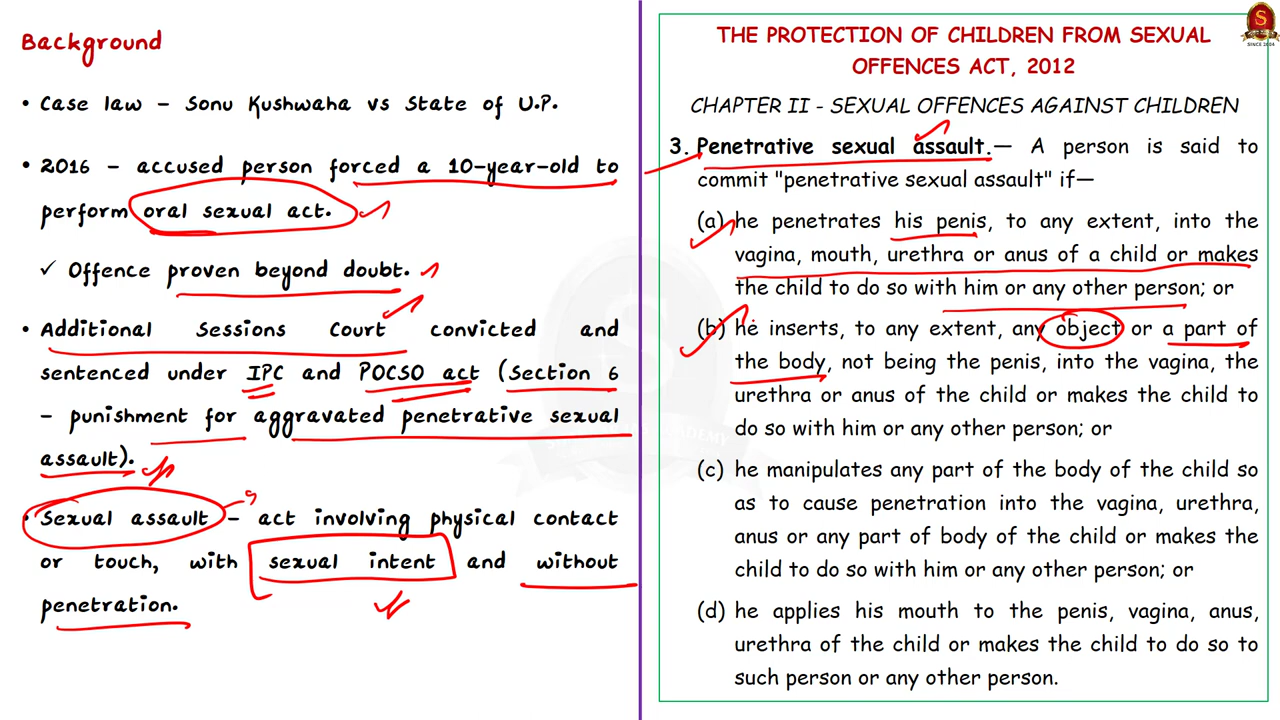 Background
• Case law – Sonu Kushwaha vs State of U.P.
• 2016 – accused person forced a 10-year-old to
perform oral sexual act.
✓ Offence proven beyond doubt.
• Additional Sessions Court convicted and
sentenced under IPC and POCSO act (Section 6
– punishment for aggravated penetrative sexual
assault).
• Sexual assault – act involving physical contact
or touch, with sexual intent and without
penetration.
THE PROTECTION OF CHILDREN FROM SEXUAL
OFFENCES ACT, 2012
CHAPTER II - SEXUAL OFFENCES AGAINST CHILDREN
3. Penetrative sexual assault.— A person is said to
commit "penetrative sexual assault" if—
(a) he penetrates his penis, to any extent, into the
vagina, mouth, urethra or anus of a child or makes
the child to do so with him or any other person; or
(b) he inserts, to any extent, any object or a part of
the body, not being the penis, into the vagina, the
urethra or anus of the child or makes the child to
do so with him or any other person; or
(c) he manipulates any part of the body of the child so
as to cause penetration into the vagina, urethra,
anus or any part of body of the child or makes the
child to do so with him or any other person; or
(d) he applies his mouth to the penis, vagina, anus,
urethra of the child or makes the child to do so to
such person or any other person.
S
SINCE 2004